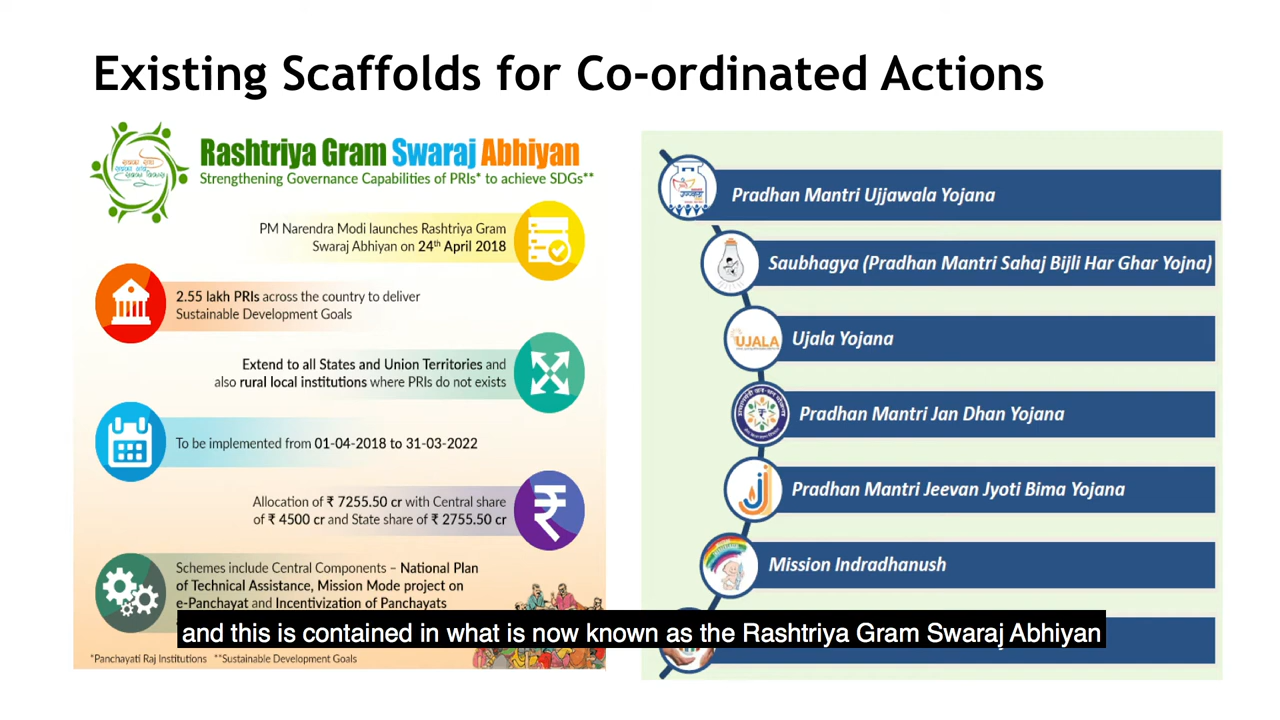 Existing Scaffolds for Co-ordinated Actions
Rashtriya Gram Swaraj Abhiyan
Strengthening Governance Capabilities of PRIs* to achieve SDGs**
PM Narendra Modi launches Rashtriya Gram
Swaraj Abhiyan on 24th April 2018
2.55 lakh PRIs across the country to deliver
Sustainable Development Goals
Extend to all States and Union Territories and
also rural local institutions where PRIs do not exists
To be implemented from 01-04-2018 to 31-03-2022
Allocation of ₹ 7255.50 cr with Central share
of ₹ 4500 cr and State share of ₹ 2755.50 cr
Schemes include Central Components – National Plan
of Technical Assistance, Mission Mode project on
e-Panchayat and Incentivization of Panchayats
*Panchayati Raj Institutions **Sustainable Development Goals
Pradhan Mantri Ujjawala Yojana
Saubhagya (Pradhan Mantri Sahaj Bijli Har Ghar Yojna)
UJALA
Ujala Yojana
Pradhan Mantri Jan Dhan Yojana
Pradhan Mantri Jeevan Jyoti Bima Yojana
Mission Indradhanush
and this is contained in what is now known as the Rashtriya Gram Swaraj Abhiyan